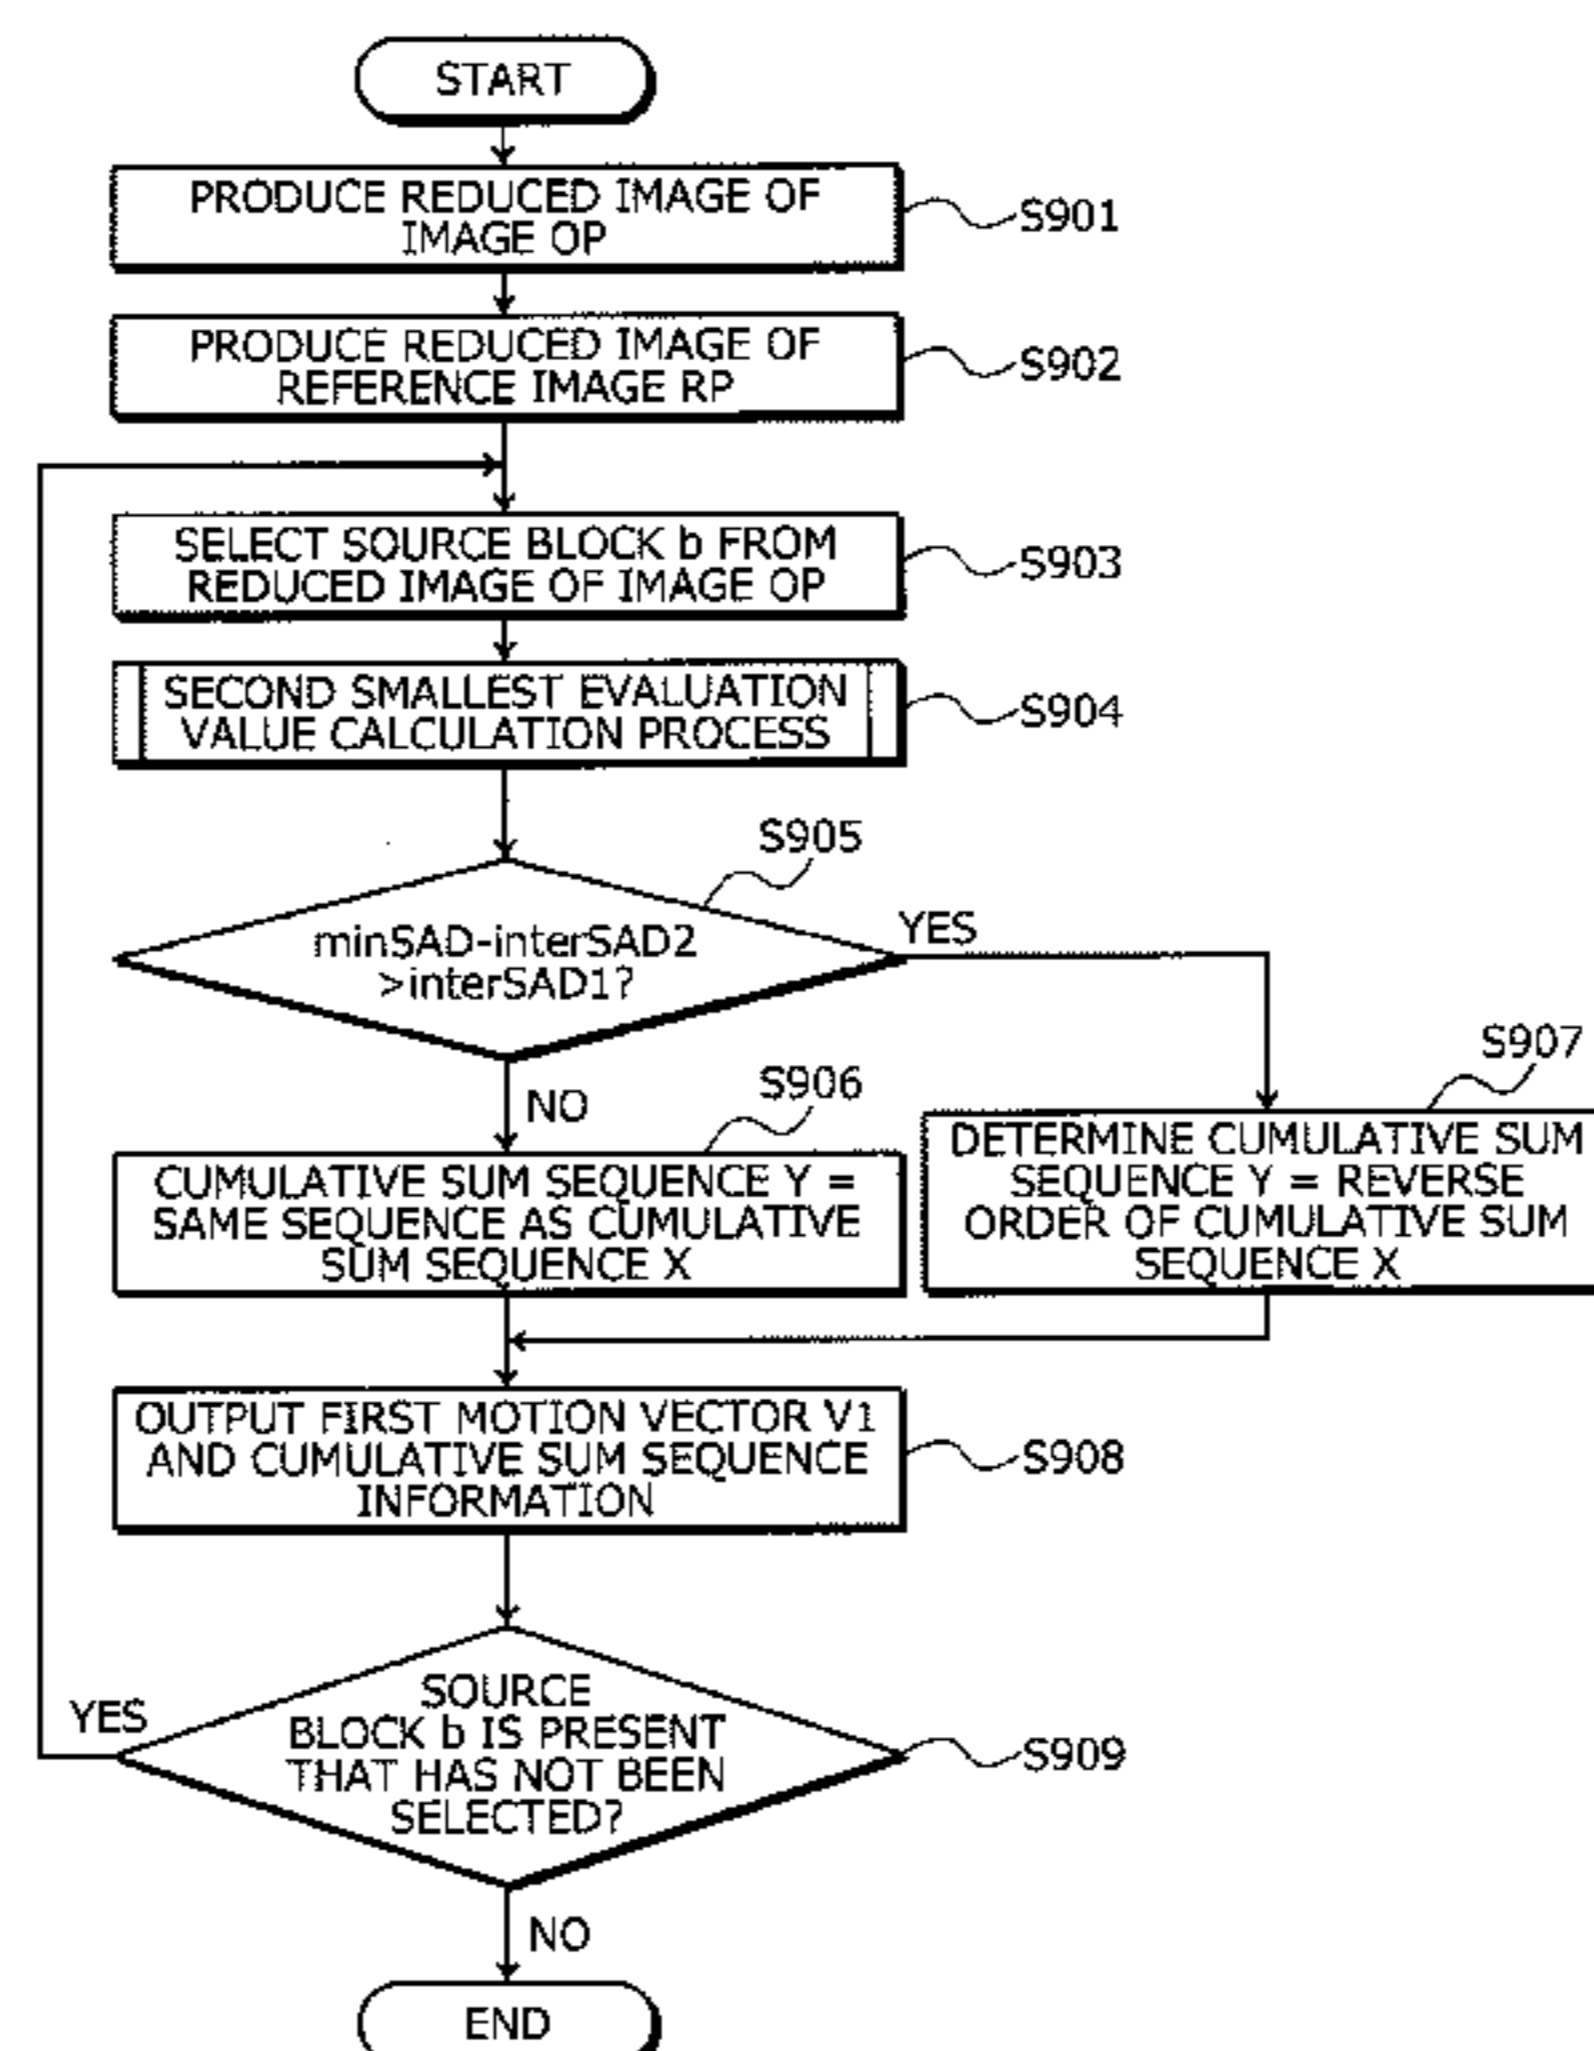 START
PRODUCE REDUCED IMAGE OF
IMAGE OP
S901
PRODUCE REDUCED IMAGE OF
REFERENCE IMAGE RP
S902
SELECT SOURCE BLOCK b FROM
REDUCED IMAGE OF IMAGE OP
S903
SECOND SMALLEST EVALUATION
VALUE CALCULATION PROCESS
S904
S905
minSAD-interSAD2
>interSAD1?
YES
NO
S906
CUMULATIVE SUM SEQUENCE Y =
SAME SEQUENCE AS CUMULATIVE
SUM SEQUENCE X
S907
DETERMINE CUMULATIVE SUM
SEQUENCE Y = REVERSE
ORDER OF CUMULATIVE SUM
SEQUENCE X
OUTPUT FIRST MOTION VECTOR V1
AND CUMULATIVE SUM SEQUENCE
INFORMATION
S908
YES
SOURCE
BLOCK b IS PRESENT
THAT HAS NOT BEEN
SELECTED?
S909
NO
END